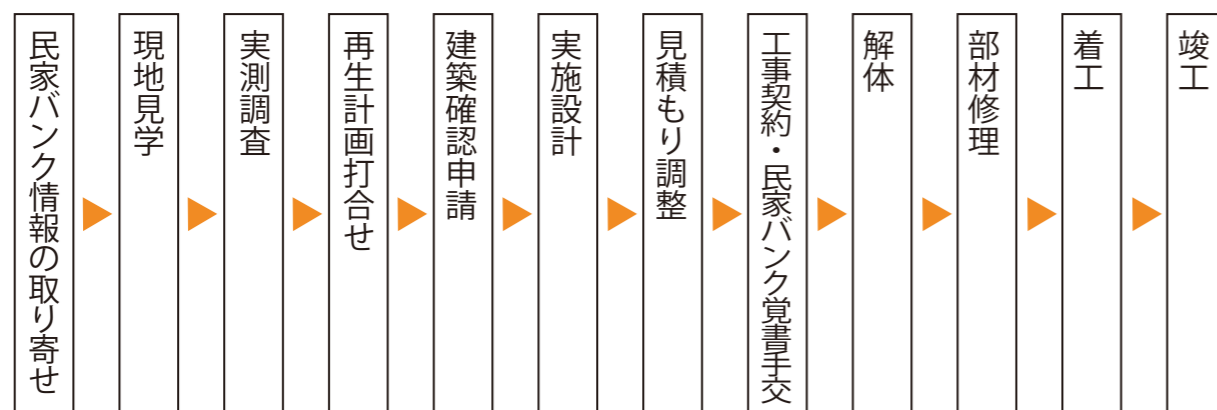 民家バンク情報の取り寄せ
現地見学
実測調査
再生計画打合せ
建築確認申請
実施設計
見積もり調整
工事契約・民家バンク覚書手交
解体
部材修理
着工
竣工